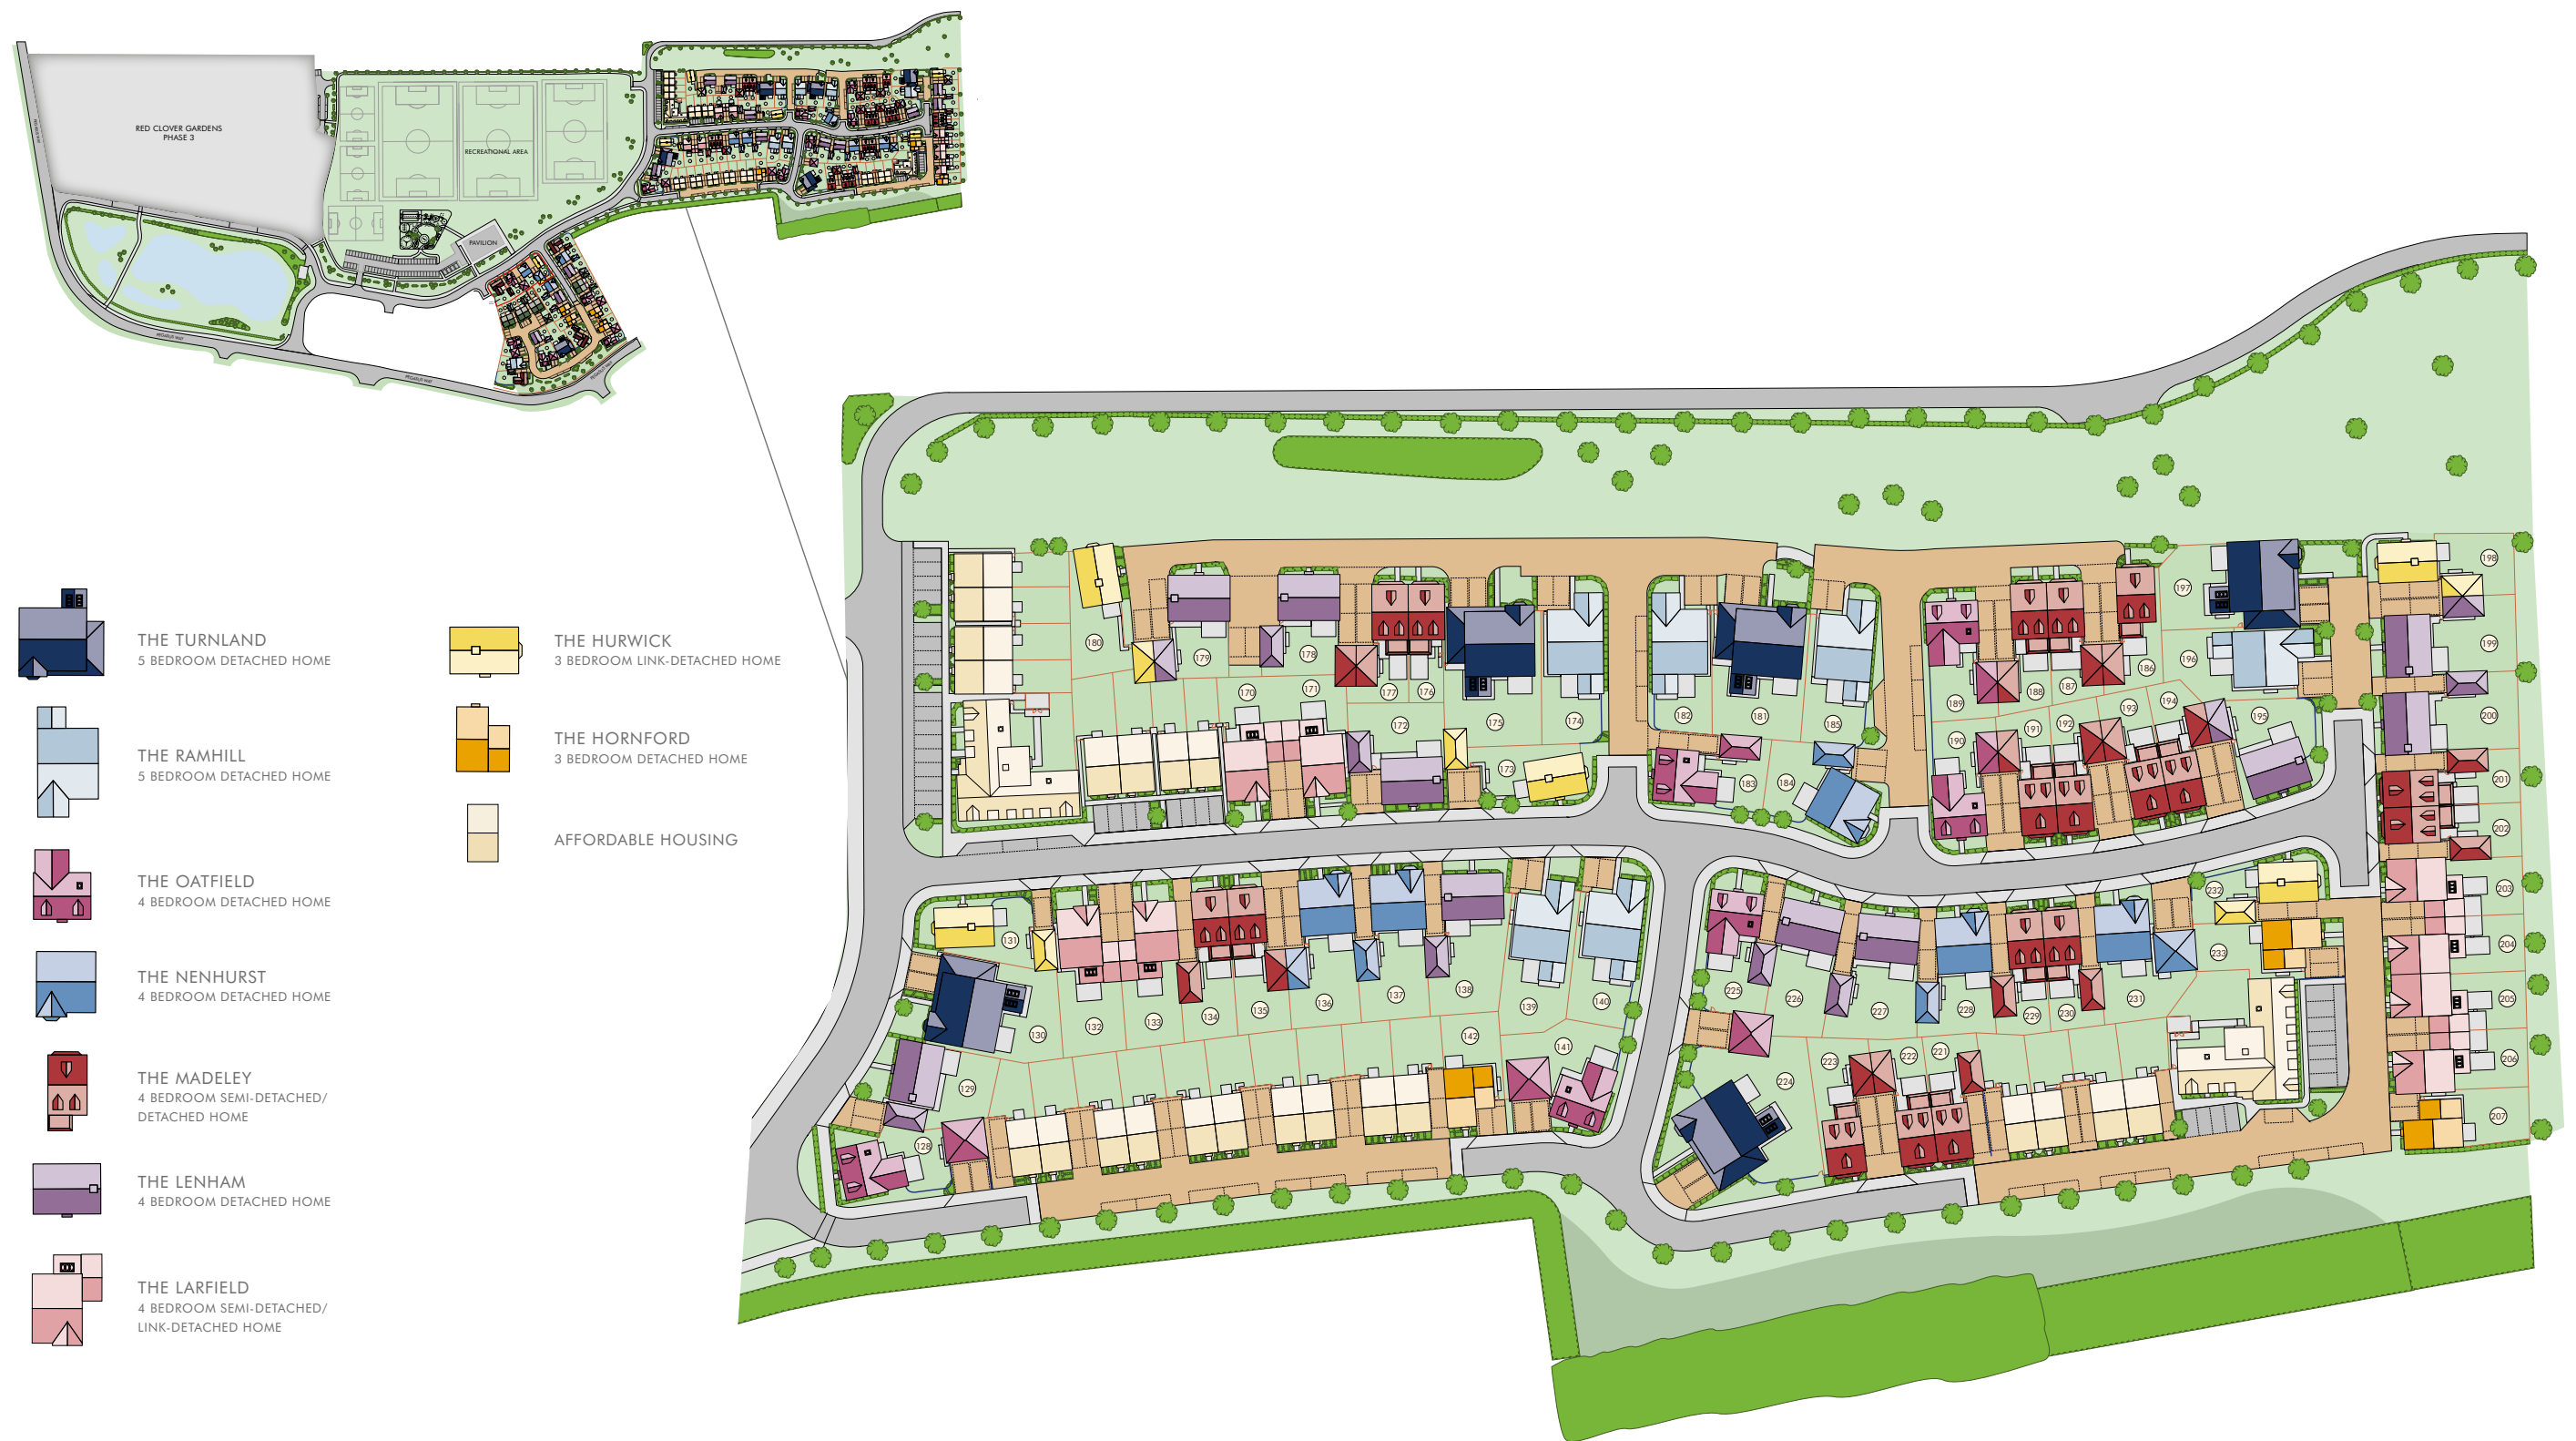 RED CLOVER GARDENS
PHASE 3
RECREATIONAL AREA
PAVILION
PEGASUS WAY
PEGASUS WAY
PEGASUS WAY
THE TURNLAND
5 BEDROOM DETACHED HOME
THE RAMHILL
5 BEDROOM DETACHED HOME
THE OATFIELD
4 BEDROOM DETACHED HOME
THE NENHURST
4 BEDROOM DETACHED HOME
THE MADELEY
4 BEDROOM SEMI-DETACHED/
DETACHED HOME
THE LENHAM
4 BEDROOM DETACHED HOME
THE LARFIELD
4 BEDROOM SEMI-DETACHED/
LINK-DETACHED HOME
THE HURWICK
3 BEDROOM LINK-DETACHED HOME
THE HORNFORD
3 BEDROOM DETACHED HOME
AFFORDABLE HOUSING
180
179
178
177
176
175
174
182
181
185
189
188
187
186
197
196
198
199
200
170
171
172
173
183
184
190
191
192
193
194
195
201
202
203
204
205
206
207
131
130
132
133
134
135
136
137
138
139
140
129
128
142
141
225
226
227
228
229
230
231
232
233
224
223
222
221